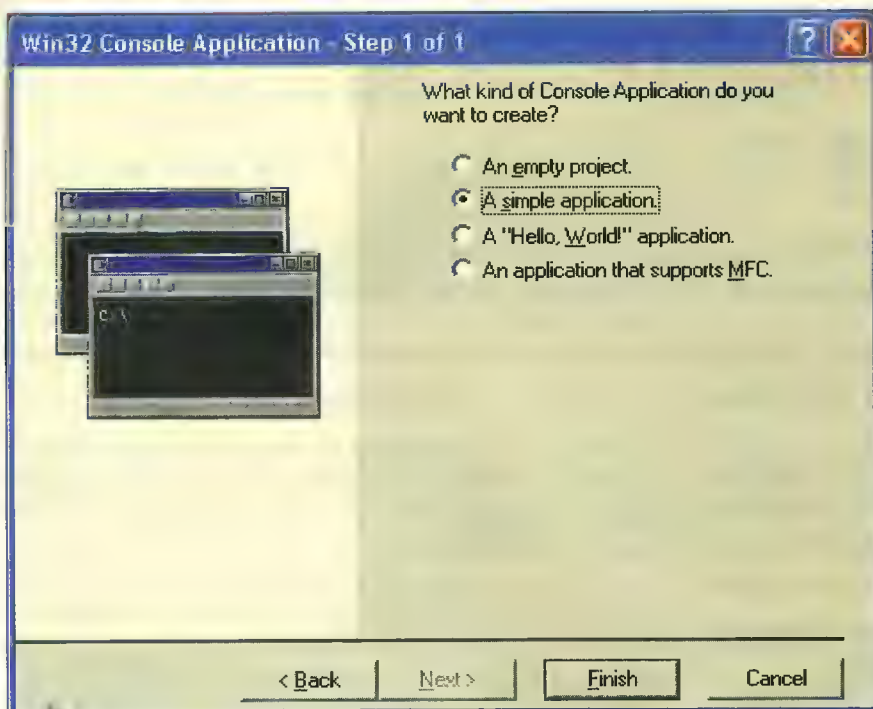 Win32 Console Application - Step 1 of 1
What kind of Console Application do you
want to create?
An empty project.
A simple application.
A "Hello, World!" application.
An application that supports MFC.
C:\
< Back
Next >
Finish
Cancel